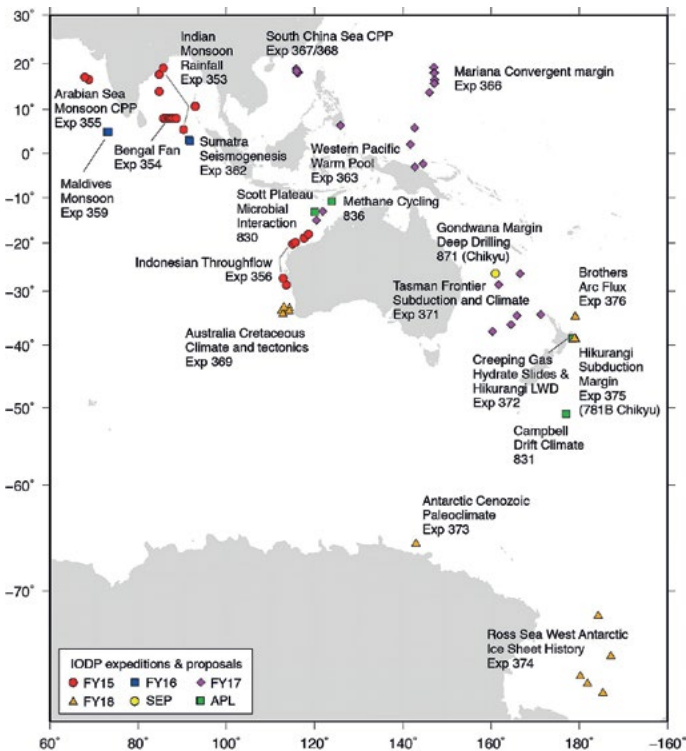 30°
20°
10°
0°
−10°
−20°
−30°
−40°
−50°
−60°
−70°
Indian
Monsoon
Rainfall
Exp 353
South China Sea CPP
Exp 367/368
Mariana Convergent margin
Exp 366
Arabian Sea
Monsoon CPP
Exp 355
Bengal Fan
Exp 354
Sumatra
Seismogenesis
Exp 362
Western Pacific
Warm Pool
Exp 363
Maldives
Monsoon
Exp 359
Scott Plateau
Microbial
Interaction
830
Methane Cycling
836
Gondwana Margin
Deep Drilling
871 (Chikyu)
Indonesian Throughflow
Exp 356
Tasman Frontier
Subduction and Climate
Exp 371
Brothers
Arc Flux
Exp 376
Australia Cretaceous
Climate and tectonics
Exp 369
Creeping Gas
Hydrate Slides &
Hikurangi LWD
Exp 372
Hikurangi
Subduction
Margin
Exp 375
(781B Chikyu)
Campbell
Drift Climate
831
Antarctic Cenozoic
Paleoclimate
Exp 373
Ross Sea West Antarctic
Ice Sheet History
Exp 374
IODP expeditions & proposals
FY15 FY16 FY17
FY18 SEP APL
60° 80° 100° 120° 140° 160° −180° −160°